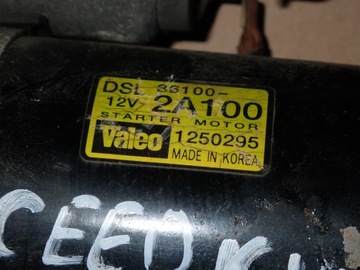 DSL 36100-
12V 2A100
STARTER MOTOR
Valeo 1250295
MADE IN KOREA
CEED